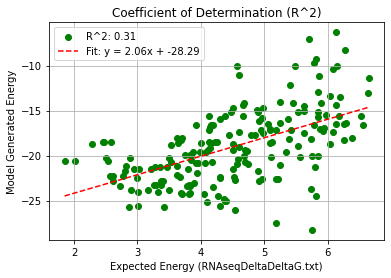 Coefficient of Determination (R^2)
R^2: 0.31
Fit: y = 2.06x + -28.29
−10
−15
−20
−25
Model Generated Energy
2
3
4
5
6
Expected Energy (RNAseqDeltaDeltaG.txt)